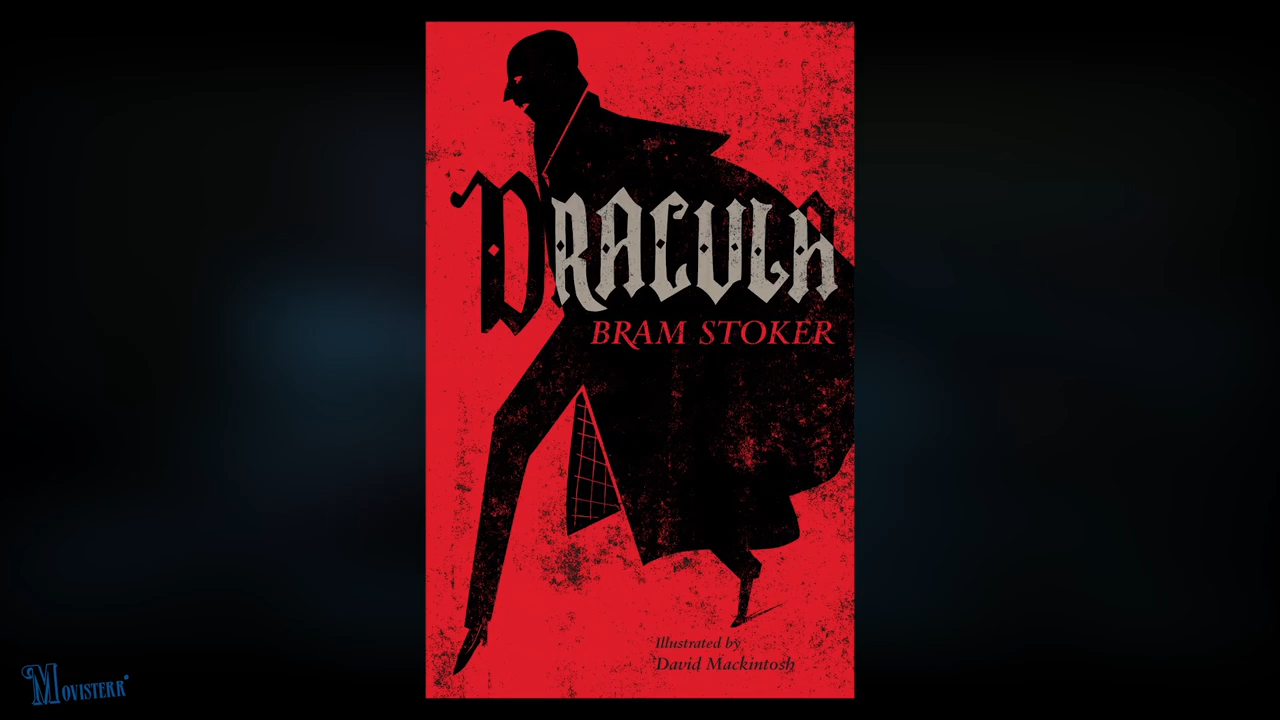 DRACULA
BRAM STOKER
Illustrated by
David Mackintosh
MOVISTERR